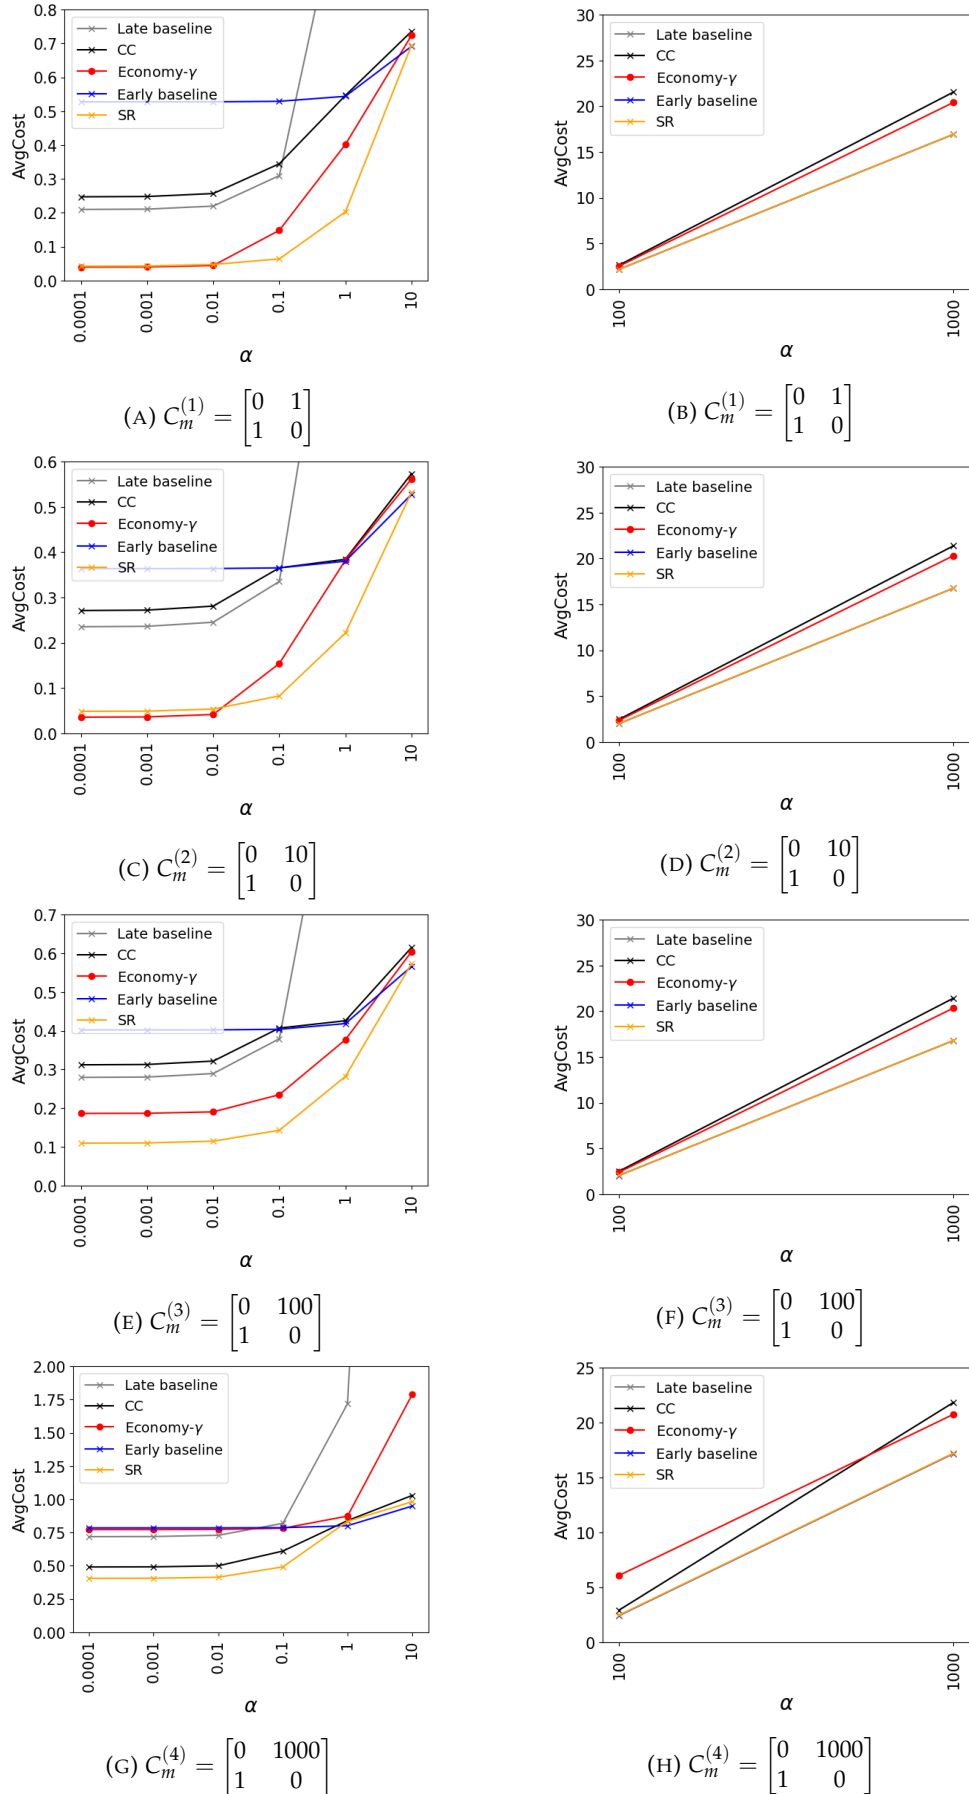 0.8
0.7
0.6
0.5
0.4
0.3
0.2
0.1
0.0
AvgCost
Late baseline
CC
Economy-γ
Early baseline
SR
0.0001
0.001
0.01
0.1
1
10
α
(A) C_m^(1) = [0 1
1 0]
30
25
20
15
10
5
0
AvgCost
Late baseline
CC
Economy-γ
Early baseline
SR
100
1000
α
(B) C_m^(1) = [0 1
1 0]
0.6
0.5
0.4
0.3
0.2
0.1
0.0
AvgCost
Late baseline
CC
Economy-γ
Early baseline
SR
0.0001
0.001
0.01
0.1
1
10
α
(C) C_m^(2) = [0 10
1 0]
30
25
20
15
10
5
0
AvgCost
Late baseline
CC
Economy-γ
Early baseline
SR
100
1000
α
(D) C_m^(2) = [0 10
1 0]
0.7
0.6
0.5
0.4
0.3
0.2
0.1
0.0
AvgCost
Late baseline
CC
Economy-γ
Early baseline
SR
0.0001
0.001
0.01
0.1
1
10
α
(E) C_m^(3) = [0 100
1 0]
30
25
20
15
10
5
0
AvgCost
Late baseline
CC
Economy-γ
Early baseline
SR
100
1000
α
(F) C_m^(3) = [0 100
1 0]
2.00
1.75
1.50
1.25
1.00
0.75
0.50
0.25
0.00
AvgCost
Late baseline
CC
Economy-γ
Early baseline
SR
0.0001
0.001
0.01
0.1
1
10
α
(G) C_m^(4) = [0 1000
1 0]
25
20
15
10
5
0
AvgCost
Late baseline
CC
Economy-γ
Early baseline
SR
100
1000
α
(H) C_m^(4) = [0 1000
1 0]